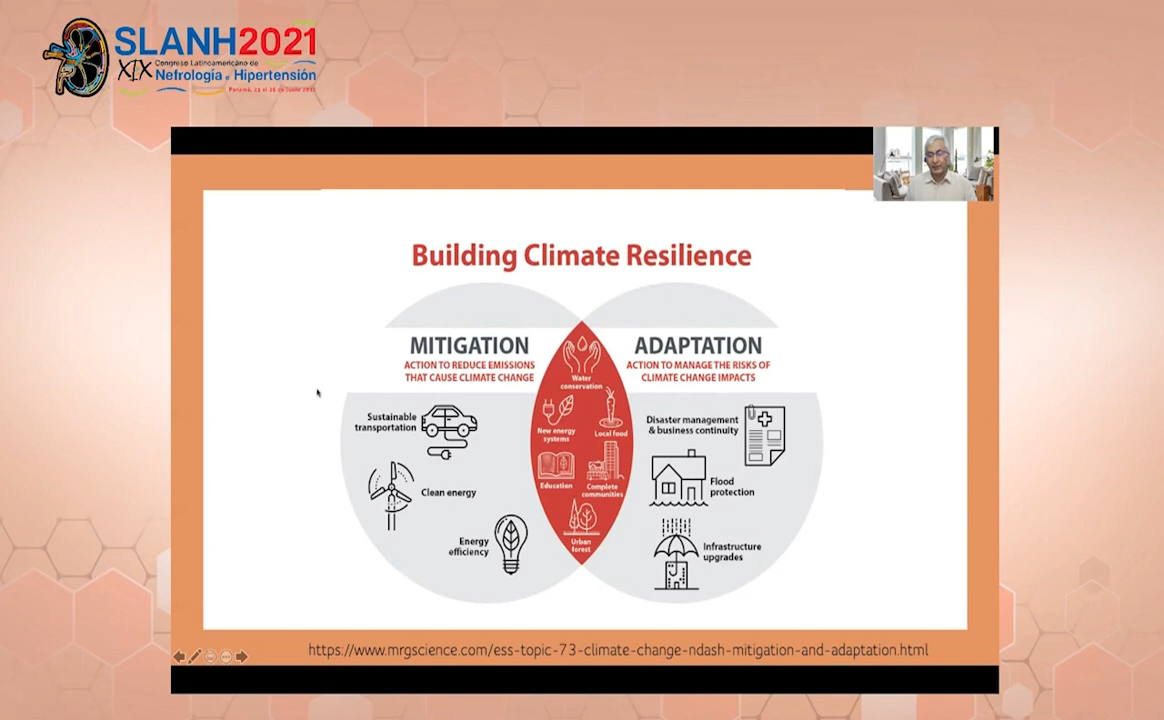 SLANH2021
XIX Congreso Latinoamericano de
Nefrología e Hipertensión
Building Climate Resilience
MITIGATION
ACTION TO REDUCE EMISSIONS
THAT CAUSE CLIMATE CHANGE
Sustainable
transportation
Clean energy
Energy
efficiency
Water
conservation
New energy
systems
Local food
Education
Complete
communities
Urban
forest
ADAPTATION
ACTION TO MANAGE THE RISKS OF
CLIMATE CHANGE IMPACTS
Disaster management
& business continuity
Flood
protection
Infrastructure
upgrades
https://www.mrgscience.com/ess-topic-73-climate-change-ndash-mitigation-and-adaptation.html